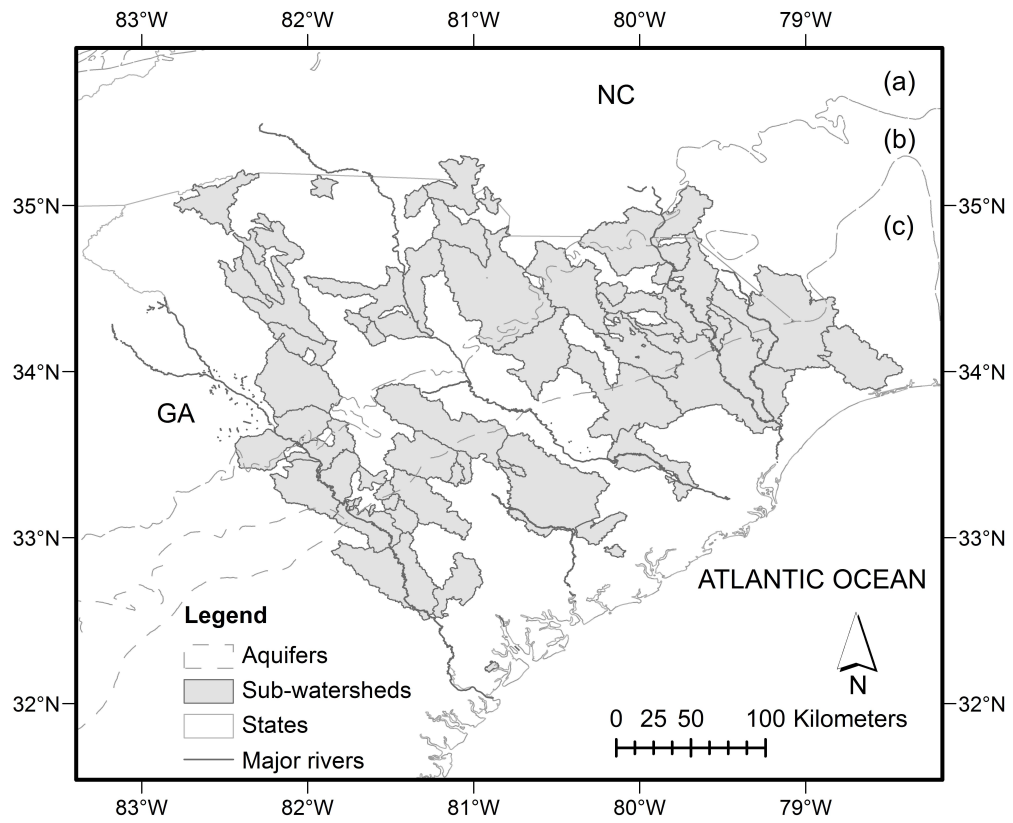 83°W 82°W 81°W 80°W 79°W
NC
(a)
(b)
35°N 35°N
(c)
34°N 34°N
GA
33°N 33°N
ATLANTIC OCEAN
Legend
Aquifers
Sub-watersheds
States
Major rivers
N
32°N 32°N
0 25 50 100 Kilometers
83°W 82°W 81°W 80°W 79°W